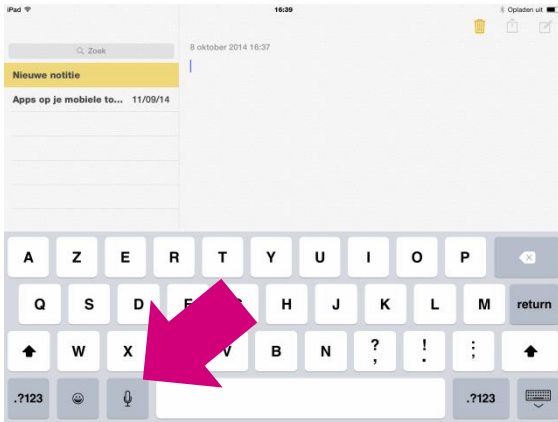 iPad 16:39 Opladen uit
Zoek 8 oktober 2014 16:37
Nieuwe notitie
Apps op je mobiele to... 11/09/14
A Z E R T Y U I O P
Q S D H J K L M return
W X V B N ? , ! . : ;
.?123 .?123